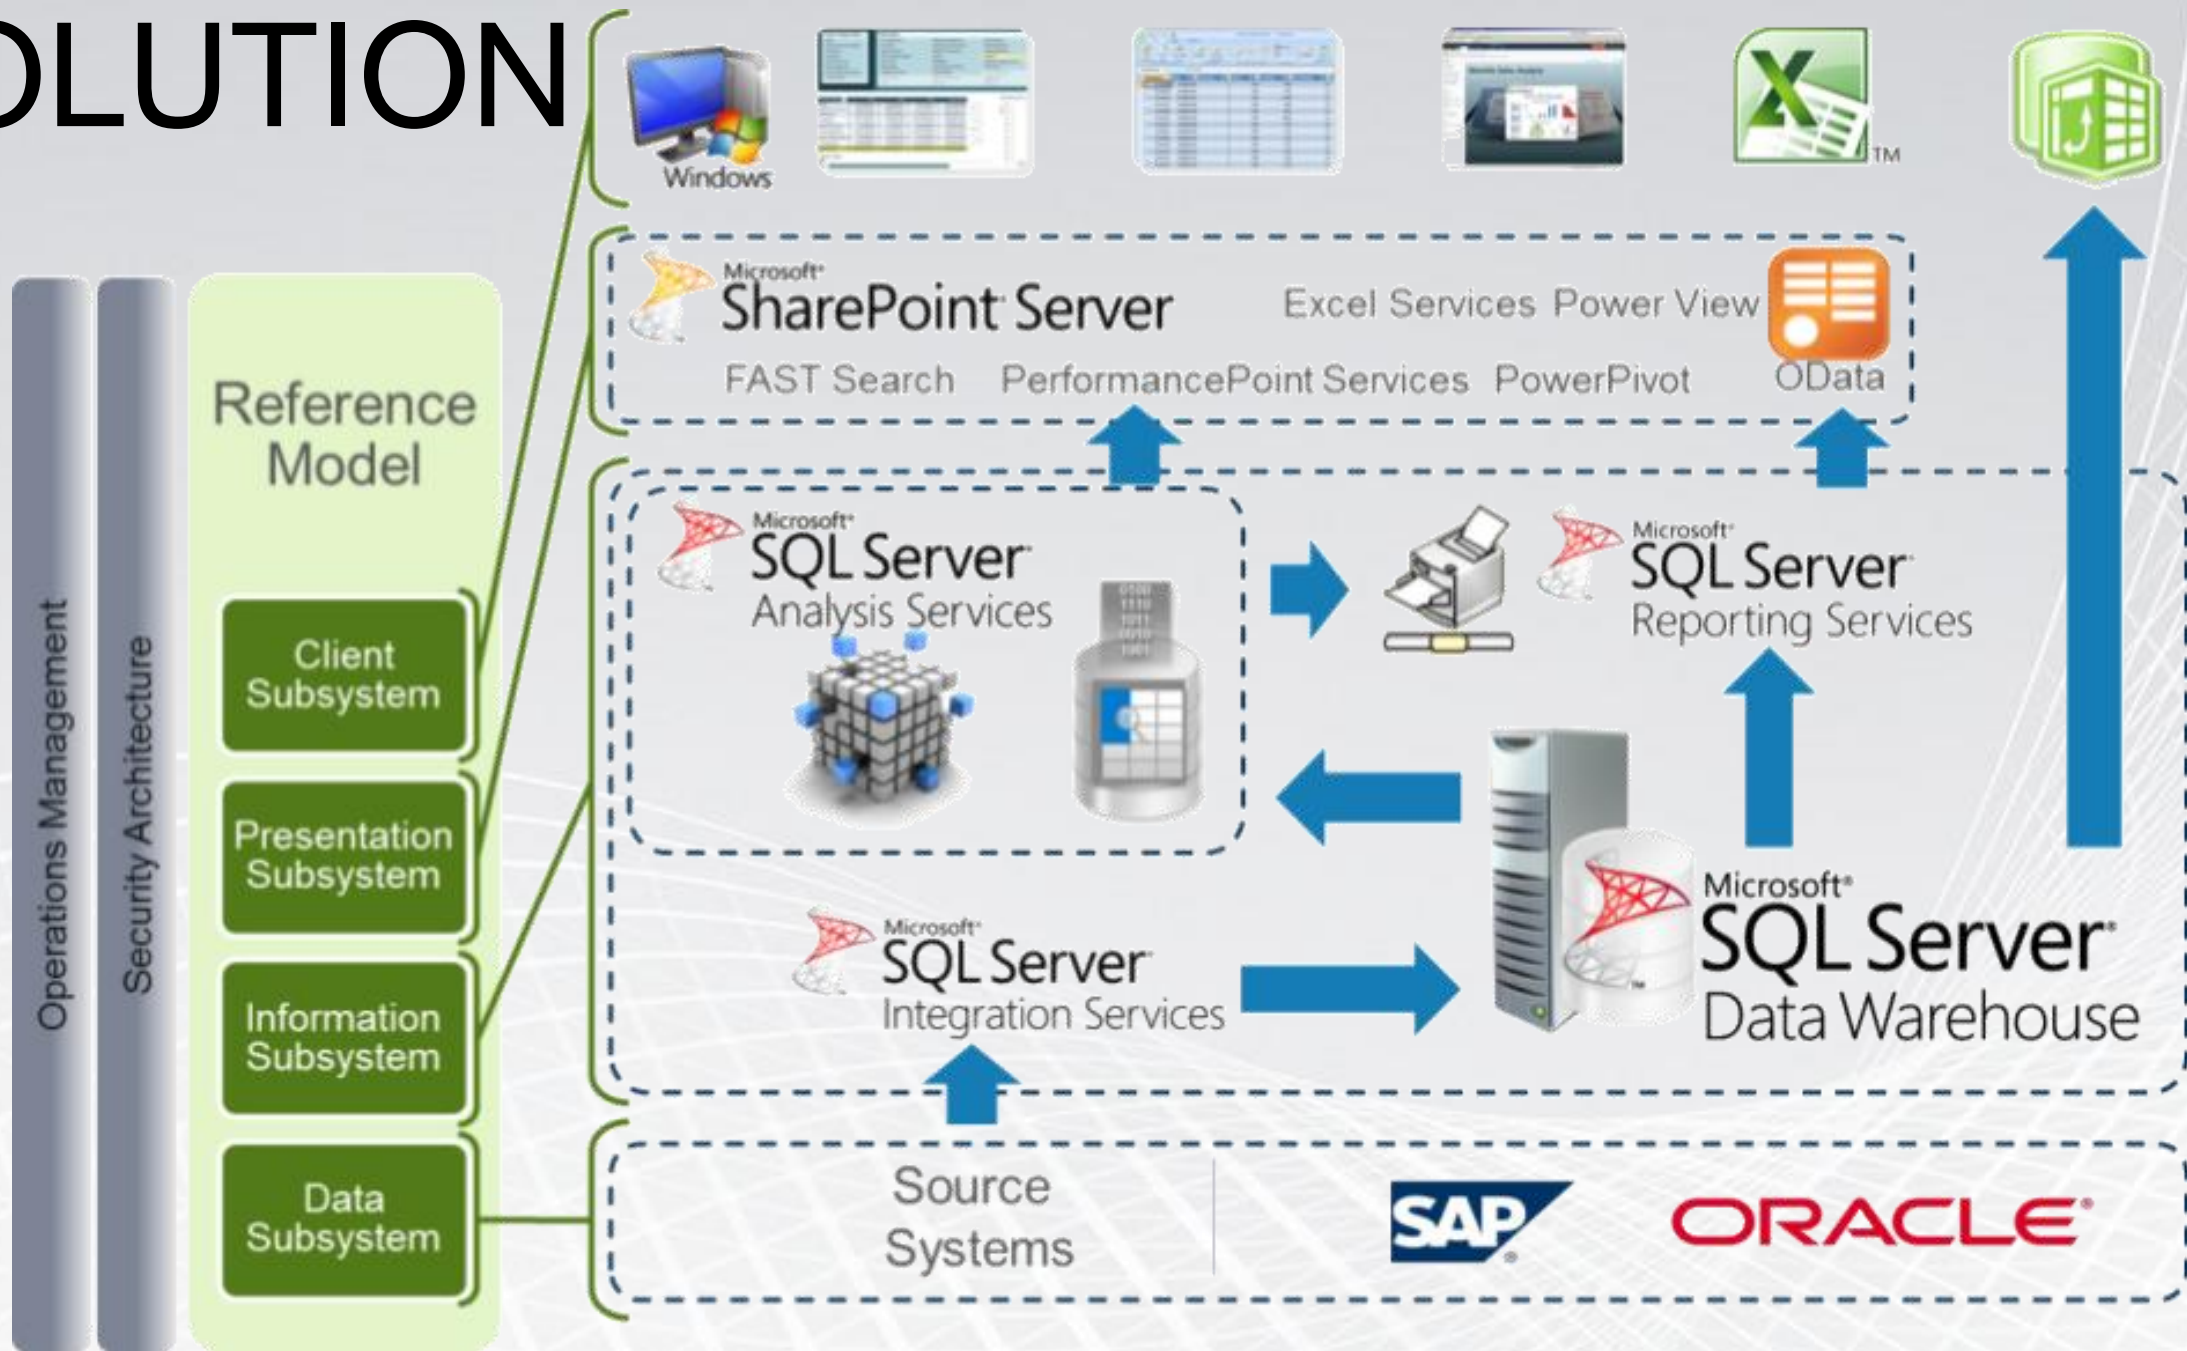 OLUTION
Windows
TM
Microsoft®
SharePoint Server
Excel Services Power View
FAST Search PerformancePoint Services PowerPivot OData
Operations Management
Security Architecture
Reference
Model
Client
Subsystem
Presentation
Subsystem
Information
Subsystem
Data
Subsystem
Microsoft®
SQL Server
Analysis Services
Microsoft®
SQL Server
Reporting Services
Microsoft®
SQL Server
Integration Services
Microsoft®
SQL Server®
Data Warehouse
Source
Systems
SAP®
ORACLE®